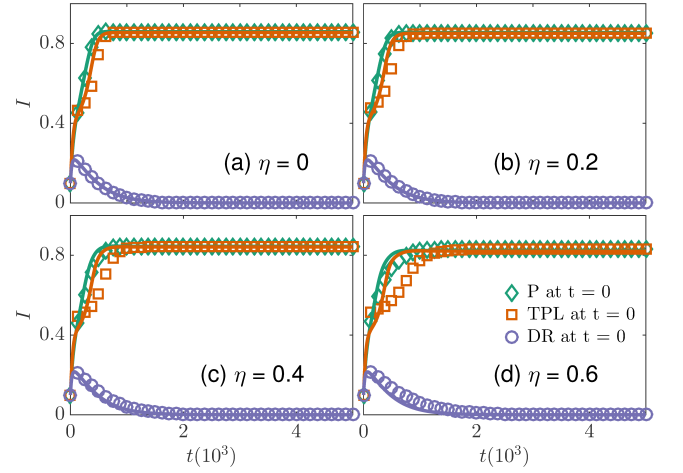 0.8
0.4
0
I
(a) η = 0
(b) η = 0.2
0.8
0.4
0
I
(c) η = 0.4
P at t = 0
TPL at t = 0
DR at t = 0
(d) η = 0.6
0 2 4
0 2 4
t(10³)
t(10³)